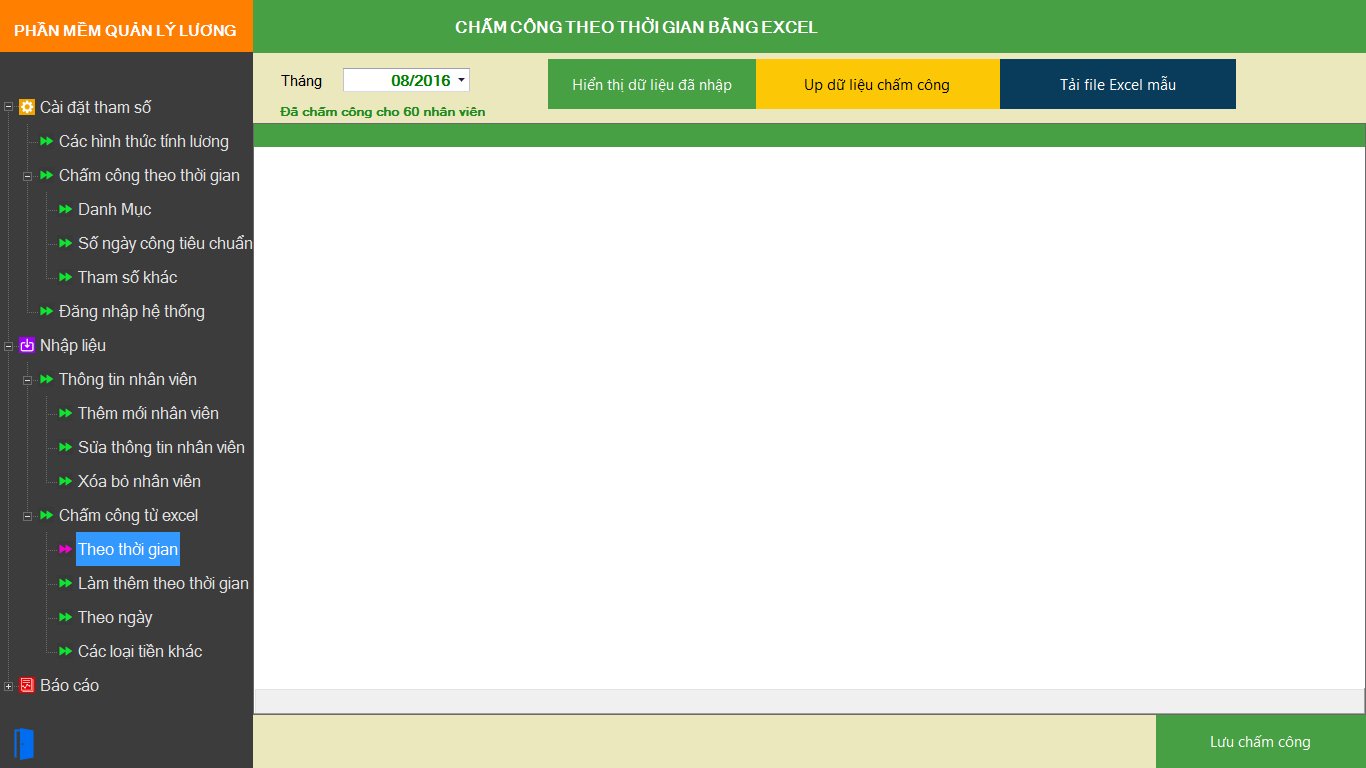 PHẦN MỀM QUẢN LÝ LƯƠNG
CHẤM CÔNG THEO THỜI GIAN BẰNG EXCEL
Tháng
08/2016
Đã chấm công cho 60 nhân viên
Hiển thị dữ liệu đã nhập
Up dữ liệu chấm công
Tải file Excel mẫu
Cài đặt tham số
Các hình thức tính lương
Chấm công theo thời gian
Danh Mục
Số ngày công tiêu chuẩn
Tham số khác
Đăng nhập hệ thống
Nhập liệu
Thông tin nhân viên
Thêm mới nhân viên
Sửa thông tin nhân viên
Xóa bỏ nhân viên
Chấm công từ excel
Theo thời gian
Làm thêm theo thời gian
Theo ngày
Các loại tiền khác
Báo cáo
Lưu chấm công